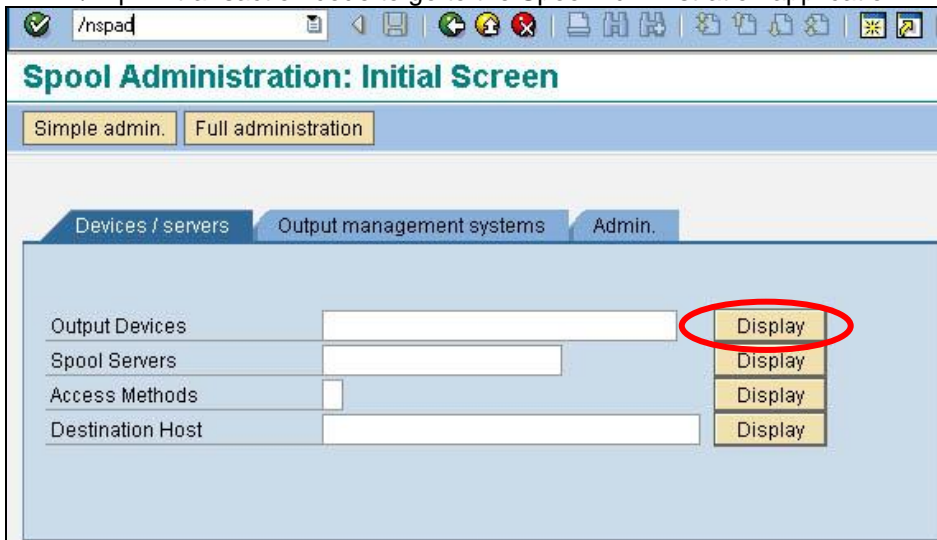 /nspad
Spool Administration: Initial Screen
Simple admin. Full administration
Devices / servers Output management systems Admin.
Output Devices Display
Spool Servers Display
Access Methods Display
Destination Host Display